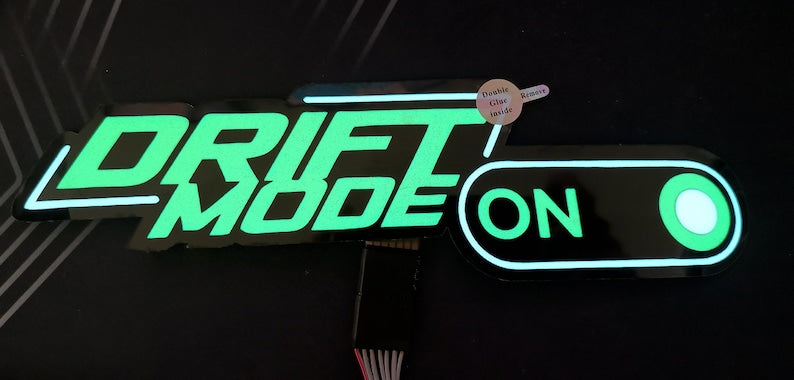 DRIFT
MODE
ON
Double
Glue
inside
Remove